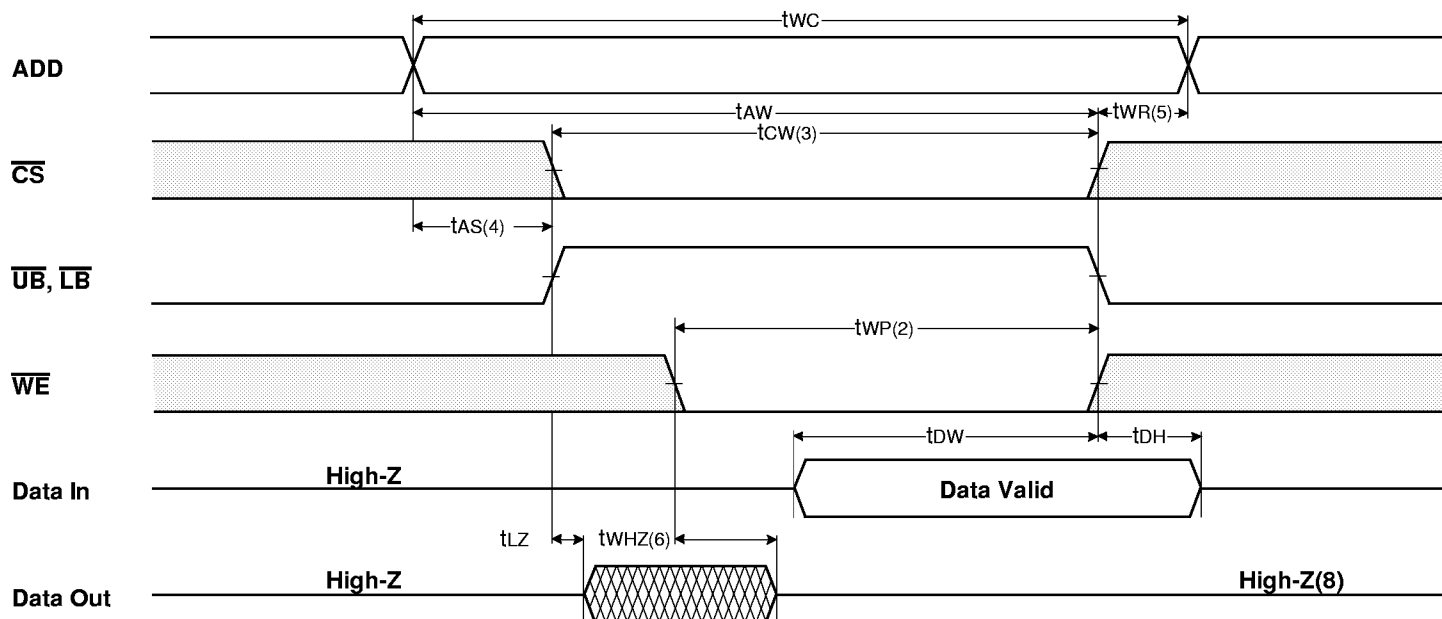 tWC
ADD
tAW
tWR(5)
tCW(3)
CS
tAS(4)
UB, LB
tWP(2)
WE
tDW
tDH
High-Z
Data In
Data Valid
tLZ
tWHZ(6)
High-Z
High-Z(8)
Data Out